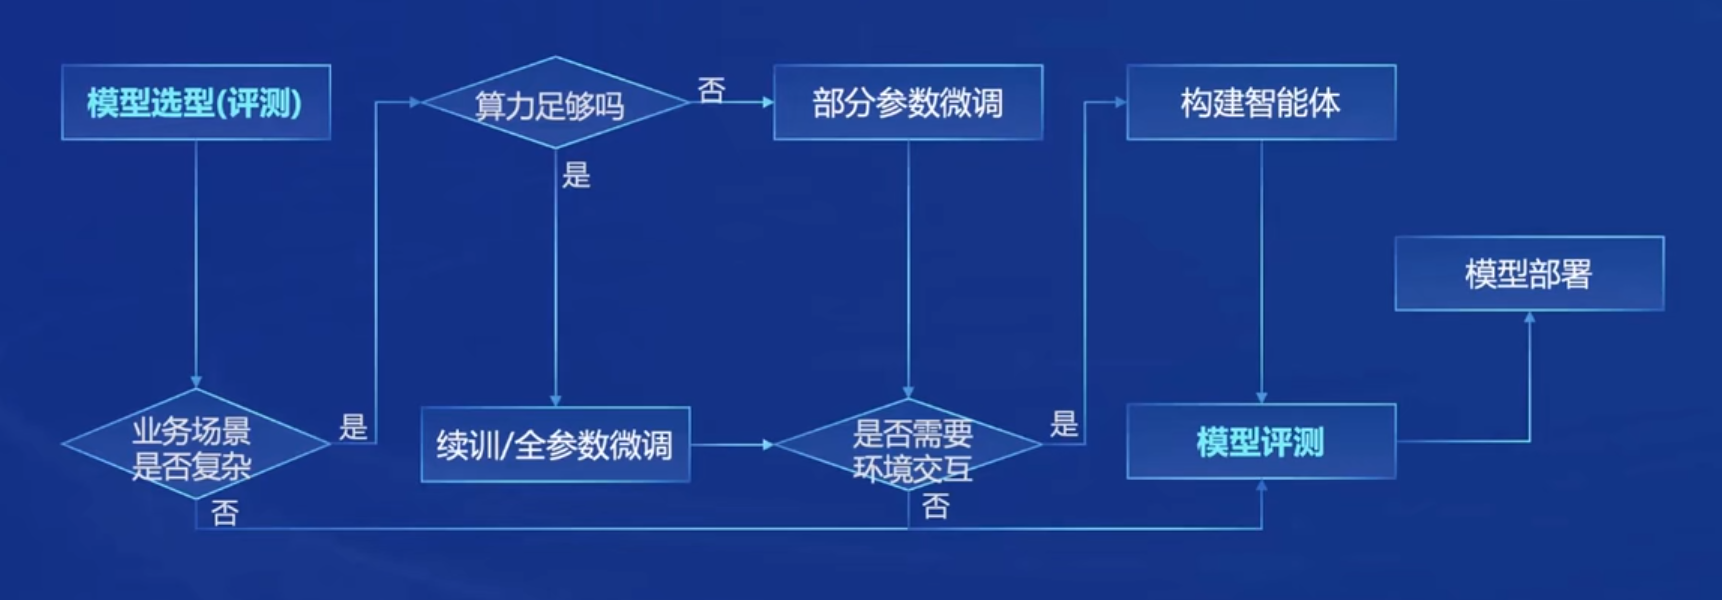 模型选型(评测)
算力足够吗
否
部分参数微调
构建智能体
是
模型部署
业务场景
是否复杂
是
续训/全参数微调
是否需要
环境交互
是
模型评测
否
否